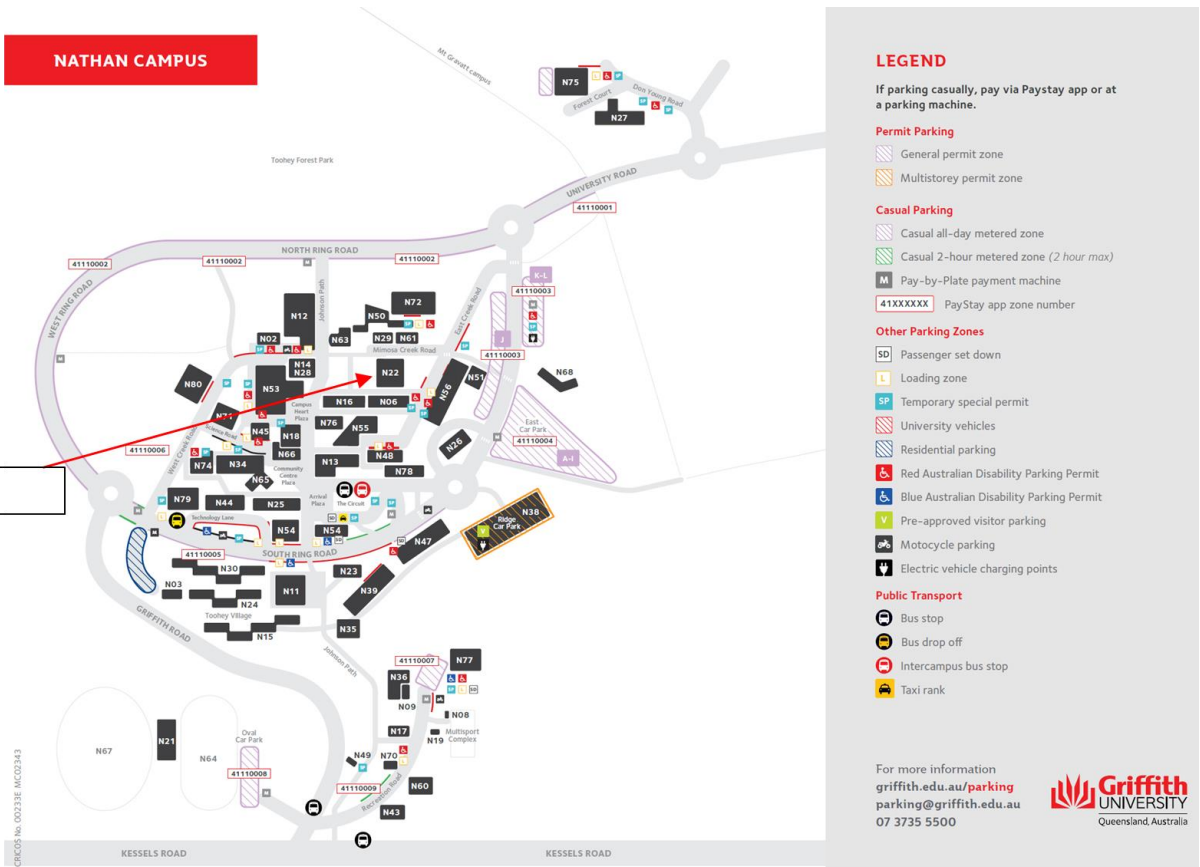 NATHAN CAMPUS
Mt Gravatt campus
N75
Forest Court
Don Young Road
N27
Toohey Forest Park
UNIVERSITY ROAD
41110001
NORTH RING ROAD
41110002
41110002
41110002
WEST RING ROAD
Johnson Path
East Creek Road
K-L
41110003
N72
N12
N50
N02
N63
N29
N61
Mimosa Creek Road
J
41110003
N14
N28
N22
N51
N68
N80
N53
N56
N16
N06
Campus
Heart
Place
N76
N55
N45
N18
Science Road
East
Car Park
41110004
A-I
N26
41110006
West Creek Road
N66
N48
N74
N34
N13
N78
N65
Community
Centre
Place
N79
N44
N25
Arrival
Plaza
The Circuit
Technology Lane
N54
N54
N38
Ridge
Car Park
V
N47
SOUTH RING ROAD
41110005
N30
N23
N03
N11
N39
N24
Toohey Village
N15
N35
GRIFFITH ROAD
Johnson Path
41110007
N77
N36
N09
N08
N17
N19
Multisport
Complex
N67
N21
N64
Oval
Car Park
41110008
N49
N70
41110009
Recreation Road
N60
N43
KESSELS ROAD
KESSELS ROAD
CRICOS No. 00233E MC02343
LEGEND
If parking casually, pay via Paystay app or at
a parking machine.
Permit Parking
General permit zone
Multistorey permit zone
Casual Parking
Casual all-day metered zone
Casual 2-hour metered zone (2 hour max)
M Pay-by-Plate payment machine
41XXXXXX PayStay app zone number
Other Parking Zones
SD Passenger set down
L Loading zone
SP Temporary special permit
University vehicles
Residential parking
Red Australian Disability Parking Permit
Blue Australian Disability Parking Permit
V Pre-approved visitor parking
Motocycle parking
Electric vehicle charging points
Public Transport
Bus stop
Bus drop off
Intercampus bus stop
Taxi rank
For more information
griffith.edu.au/parking
parking@griffith.edu.au
07 3735 5500
Griffith
UNIVERSITY
Queensland, Australia